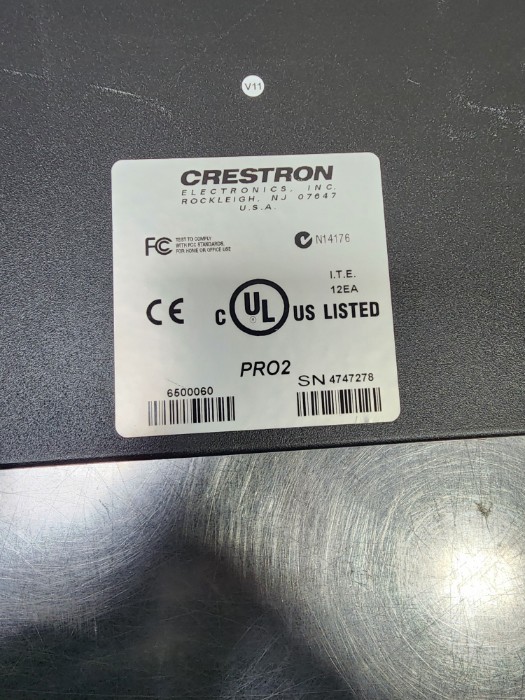 V11
CRESTRON
ELECTRONICS, INC.
ROCKLEIGH, NJ 07647
U.S.A.
FC TEST TO COMPLY
WITH FCC STANDARDS
FOR HOME OR OFFICE USE
N14176
I.T.E.
12EA
CE
C UL US LISTED
PRO2
6500060
SN 4747278